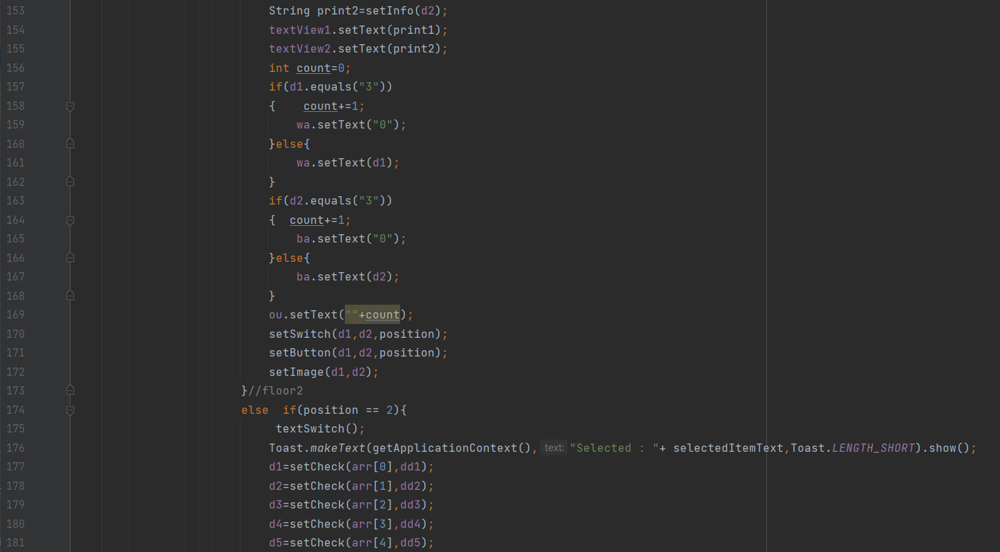 153 String print2=setInfo(d2);
154 textView1.setText(print1);
155 textView2.setText(print2);
156 int count=0;
157 if(d1.equals("3"))
158 {    count+=1;
159 wa.setText("0");
160 }else{
161 wa.setText(d1);
162 }
163 if(d2.equals("3"))
164 {  count+=1;
165 ba.setText("0");
166 }else{
167 ba.setText(d2);
168 }
169 ou.setText(""+count);
170 setSwitch(d1,d2,position);
171 setButton(d1,d2,position);
172 setImage(d1,d2);
173 }//floor2
174 else  if(position == 2){
175 textSwitch();
176 Toast.makeText(getApplicationContext(), text: "Selected : "+ selectedItemText,Toast.LENGTH_SHORT).show();
177 d1=setCheck(arr[0],dd1);
178 d2=setCheck(arr[1],dd2);
179 d3=setCheck(arr[2],dd3);
180 d4=setCheck(arr[3],dd4);
181 d5=setCheck(arr[4],dd5);